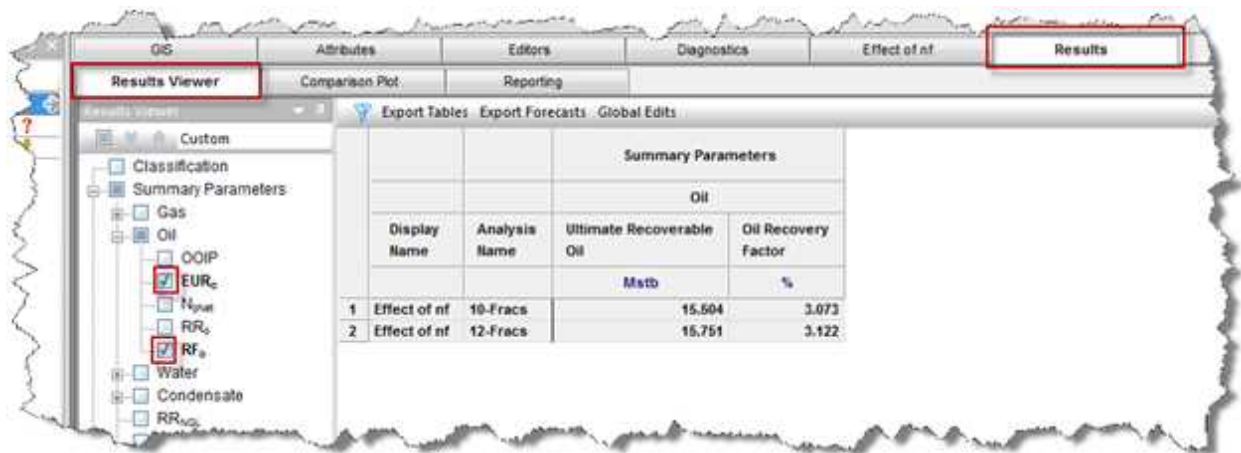 GIS Attributes Editors Diagnostics Effect of nf Results
Results Viewer Comparison Plot Reporting
Results Viewer
Custom
Classification
Summary Parameters
Gas
Oil
OOIP
EURₒ
RRₒ
RFₒ
Water
Condensate
Export Tables Export Forecasts Global Edits
Summary Parameters
Oil
Display Name Analysis Name Ultimate Recoverable Oil Oil Recovery Factor
Mstb %
1 Effect of nf 10-Fracs 15.504 3.073
2 Effect of nf 12-Fracs 15.751 3.122
?